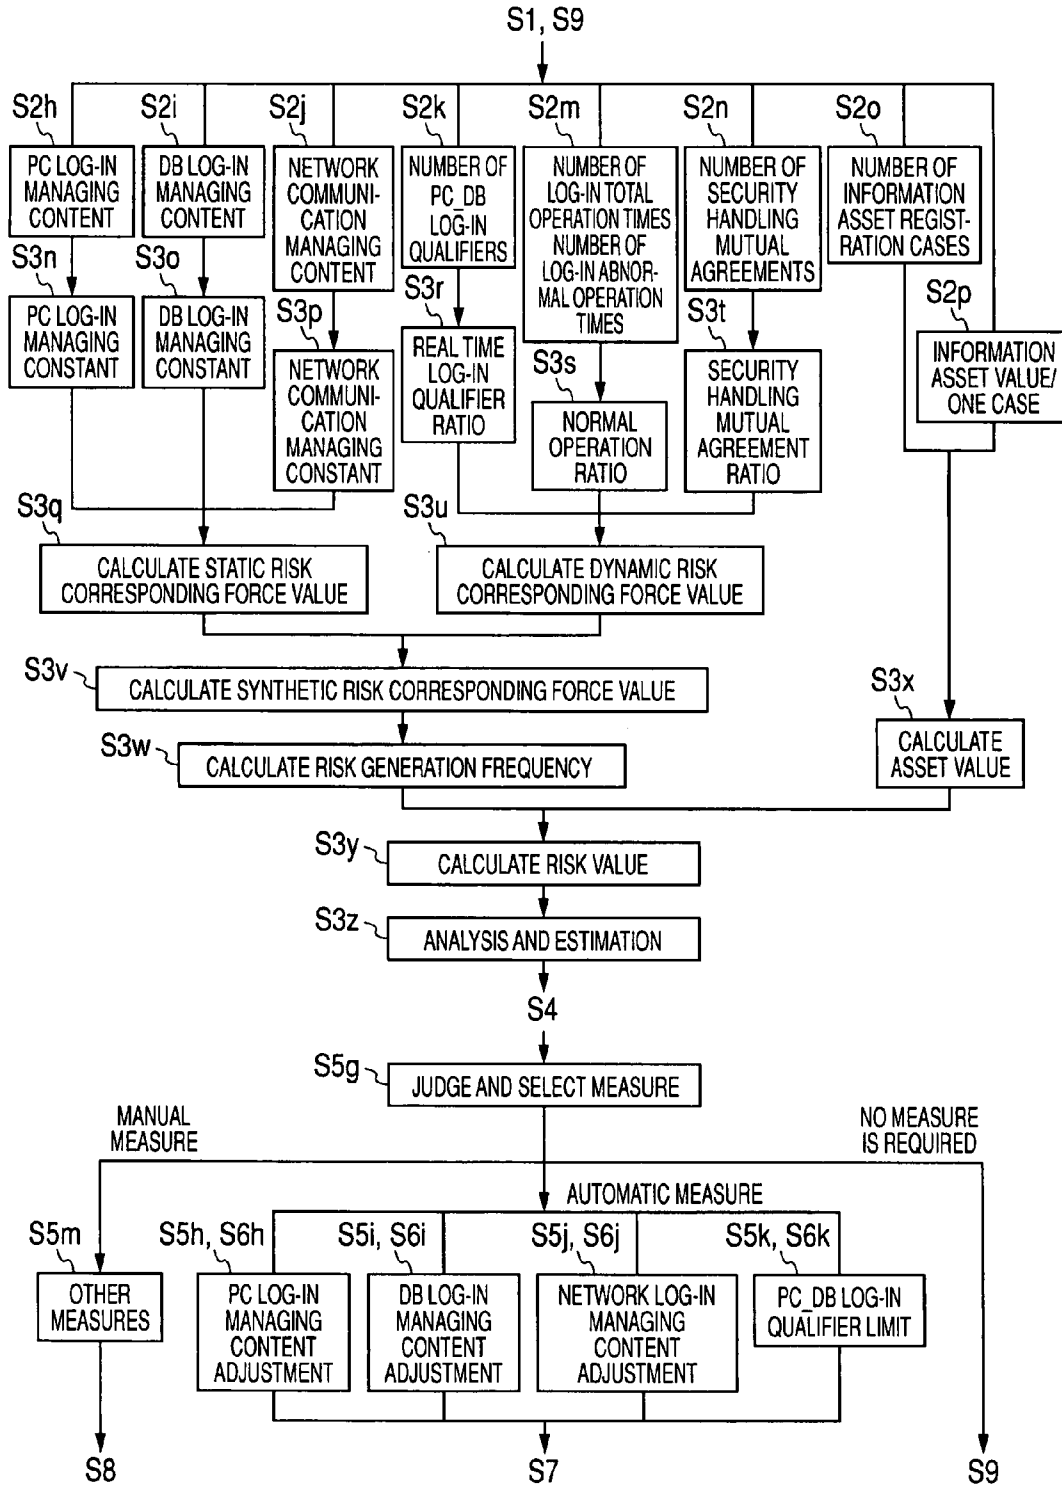 S1, S9
S2h
S2i
S2j
S2k
S2m
S2n
S2o
PC LOG-IN
MANAGING
CONTENT
DB LOG-IN
MANAGING
CONTENT
NETWORK
COMMUNI-
CATION
MANAGING
CONTENT
NUMBER OF
PC_DB
LOG-IN
QUALIFIERS
NUMBER OF
LOG-IN TOTAL
OPERATION TIMES
NUMBER OF
LOG-IN ABNOR-
MAL OPERATION
TIMES
NUMBER OF
SECURITY
HANDLING
MUTUAL
AGREEMENTS
NUMBER OF
INFORMATION
ASSET REGIST-
RATION CASES
S3n
S3o
S3p
S3r
S3s
S3t
S2p
PC LOG-IN
MANAGING
CONSTANT
DB LOG-IN
MANAGING
CONSTANT
NETWORK
COMMUNI-
CATION
MANAGING
CONSTANT
REAL TIME
LOG-IN
QUALIFIER
RATIO
NORMAL
OPERATION
RATIO
SECURITY
HANDLING
MUTUAL
AGREEMENT
RATIO
INFORMATION
ASSET VALUE/
ONE CASE
S3q
CALCULATE STATIC RISK
CORRESPONDING FORCE VALUE
S3u
CALCULATE DYNAMIC RISK
CORRESPONDING FORCE VALUE
S3v
CALCULATE SYNTHETIC RISK CORRESPONDING FORCE VALUE
S3w
CALCULATE RISK GENERATION FREQUENCY
S3x
CALCULATE
ASSET VALUE
S3y
CALCULATE RISK VALUE
S3z
ANALYSIS AND ESTIMATION
S4
S5g
JUDGE AND SELECT MEASURE
MANUAL
MEASURE
NO MEASURE
IS REQUIRED
AUTOMATIC MEASURE
S5m
OTHER
MEASURES
S5h, S6h
PC LOG-IN
MANAGING
CONTENT
ADJUSTMENT
S5i, S6i
DB LOG-IN
MANAGING
CONTENT
ADJUSTMENT
S5j, S6j
NETWORK LOG-IN
MANAGING
CONTENT
ADJUSTMENT
S5k, S6k
PC_DB LOG-IN
QUALIFIER LIMIT
S8
S7
S9